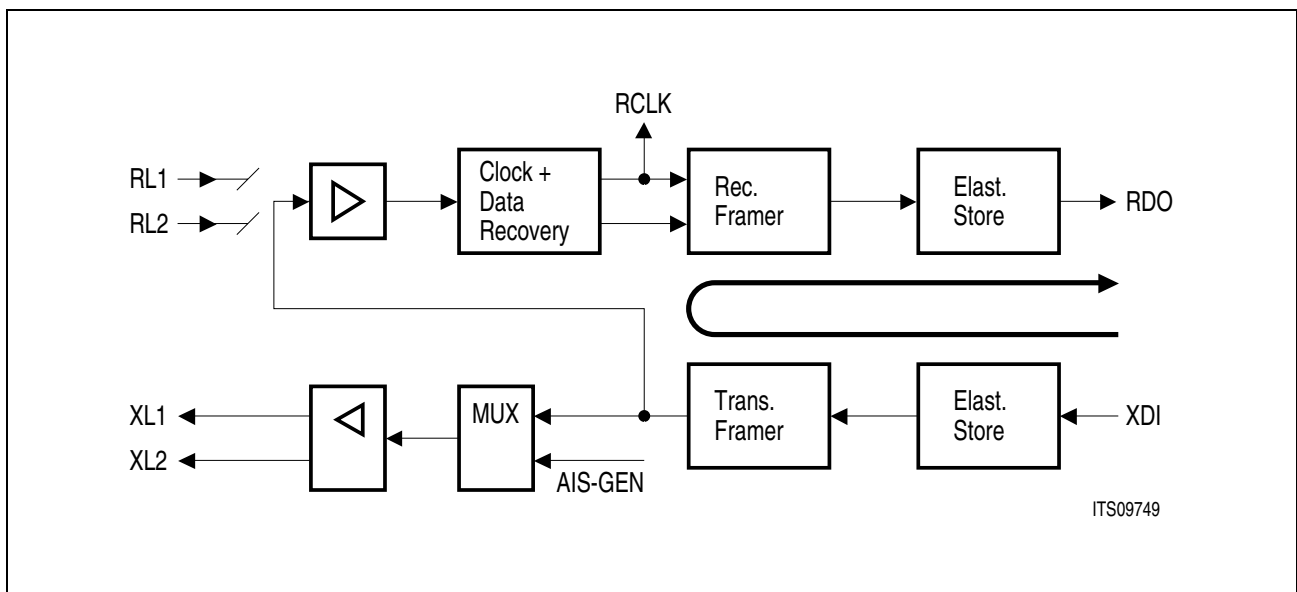 RCLK
RL1
RL2
Clock +
Data
Recovery
Rec.
Framer
Elast.
Store
RDO
XL1
XL2
MUX
AIS-GEN
Trans.
Framer
Elast.
Store
XDI
ITS09749